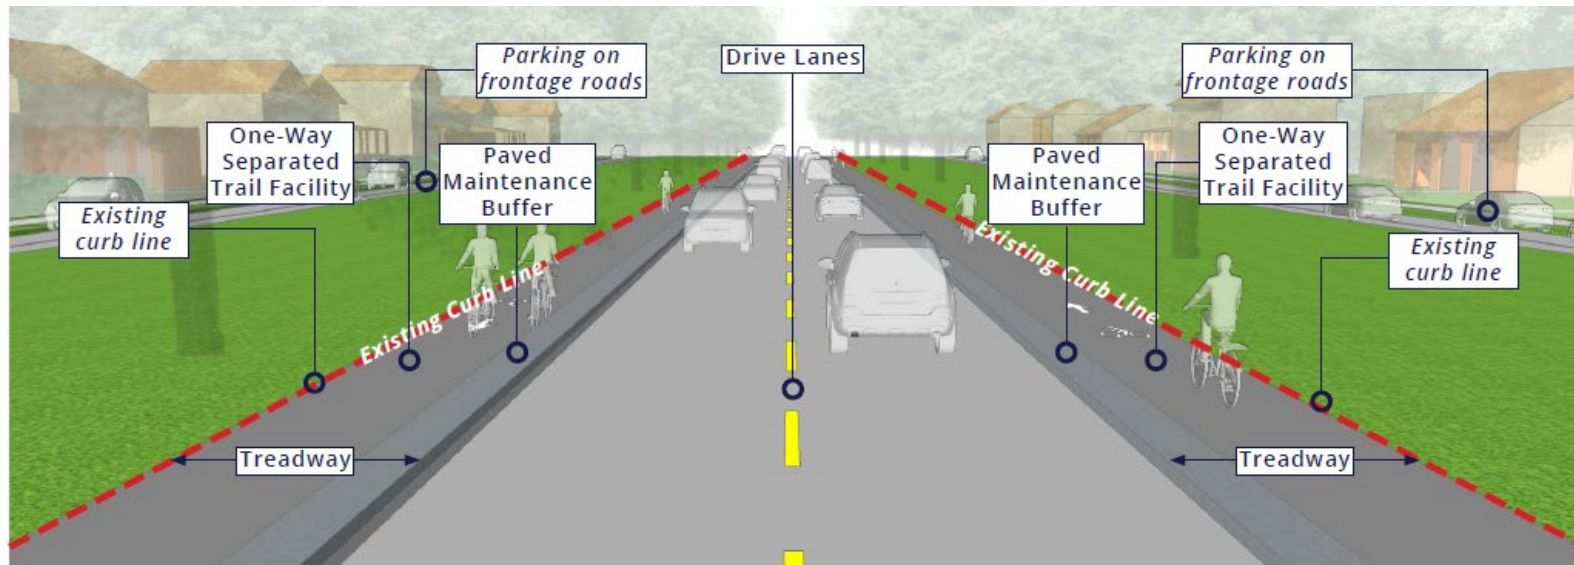 Parking on
frontage roads
Drive Lanes
Parking on
frontage roads
One-Way
Separated
Trail Facility
Paved
Maintenance
Buffer
Paved
Maintenance
Buffer
One-Way
Separated
Trail Facility
Existing
curb line
Existing Curb Line
Existing Curb Line
Existing
curb line
Treadway
Treadway